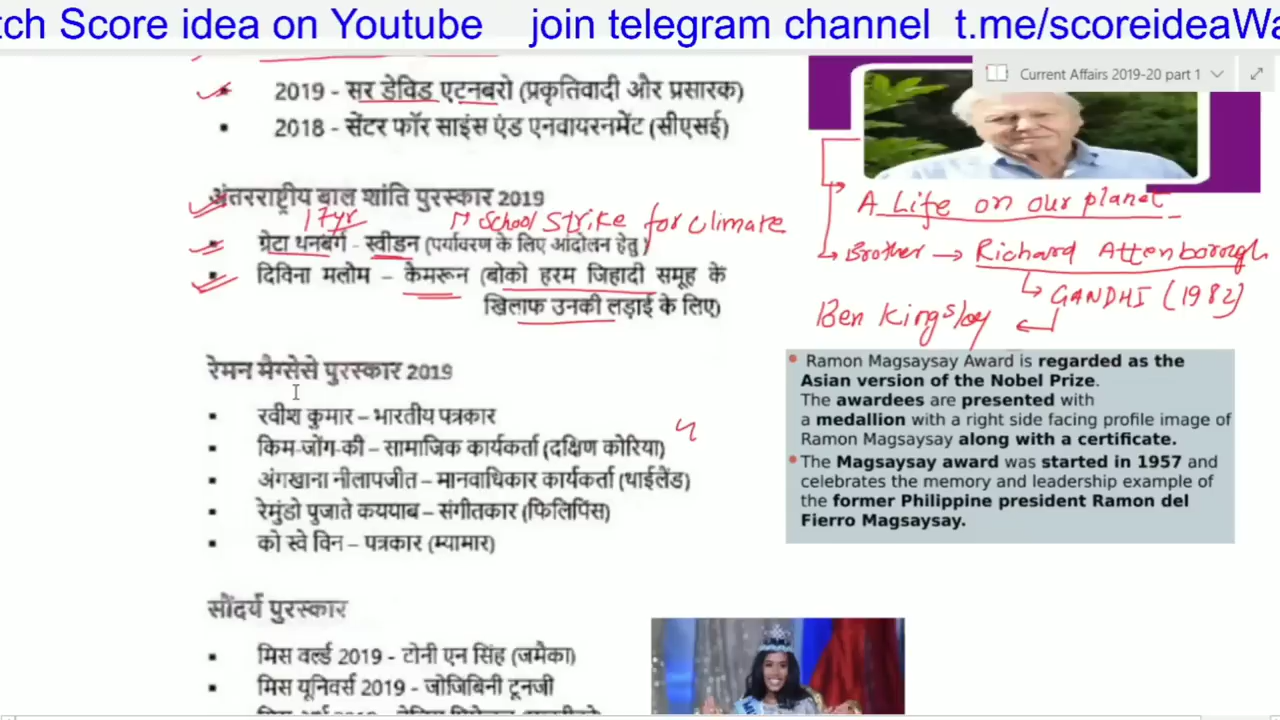 tch Score idea on Youtube join telegram channel t.me/scoreideaWa
Current Affairs 2019-20 part 1
2019 - सर डेविड एटनबरो (प्रकृतिवादी और प्रसारक)
2018 - सेंटर फॉर साइंस एंड एनवायरनमेंट (सीएसई)
अंतरराष्ट्रीय बाल शांति पुरस्कार 2019
17yr
School Strike for climate
ग्रेटा थनबर्ग - स्वीडन (पर्यावरण के लिए आंदोलन हेतु)
दिविना मलोम – केमरून (बोको हरम जिहादी समूह के
खिलाफ उनकी लड़ाई के लिए)
A Life on our planet
Brother → Richard Attenborough
GANDHI (1982)
Ben Kingsley
रेमन मैग्सेसे पुरस्कार 2019
रवीश कुमार – भारतीय पत्रकार
किम-जोंग-की – सामाजिक कार्यकर्ता (दक्षिण कोरिया)
अंगखाना नीलापजीत – मानवाधिकार कार्यकर्ता (थाईलैंड)
रेमुंडो पुजाते कययाब – संगीतकार (फिलिपिंस)
को स्वे विन – पत्रकार (म्यामार)
Ramon Magsaysay Award is regarded as the
Asian version of the Nobel Prize.
The awardees are presented with
a medallion with a right side facing profile image of
Ramon Magsaysay along with a certificate.
The Magsaysay award was started in 1957 and
celebrates the memory and leadership example of
the former Philippine president Ramon del
Fierro Magsaysay.
सौंदर्य पुरस्कार
मिस वर्ल्ड 2019 - टोनी एन सिंह (जमैका)
मिस यूनिवर्स 2019 - जोजिबिनी टूनजी